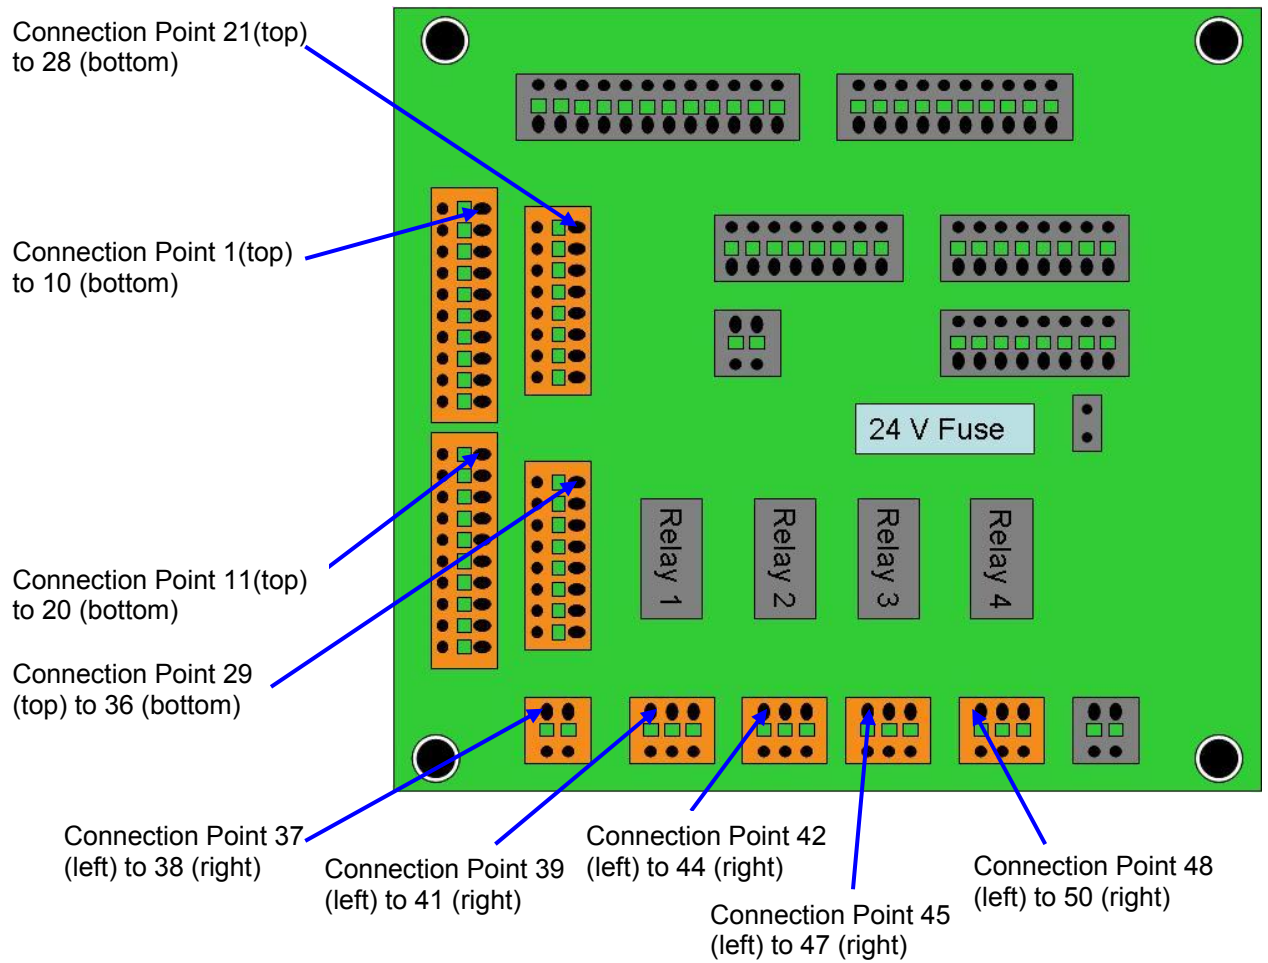 Connection Point 21(top)
to 28 (bottom)
Connection Point 1(top)
to 10 (bottom)
24 V Fuse
Relay 1
Relay 2
Relay 3
Relay 4
Connection Point 11(top)
to 20 (bottom)
Connection Point 29
(top) to 36 (bottom)
Connection Point 37
(left) to 38 (right)
Connection Point 39
(left) to 41 (right)
Connection Point 42
(left) to 44 (right)
Connection Point 45
(left) to 47 (right)
Connection Point 48
(left) to 50 (right)